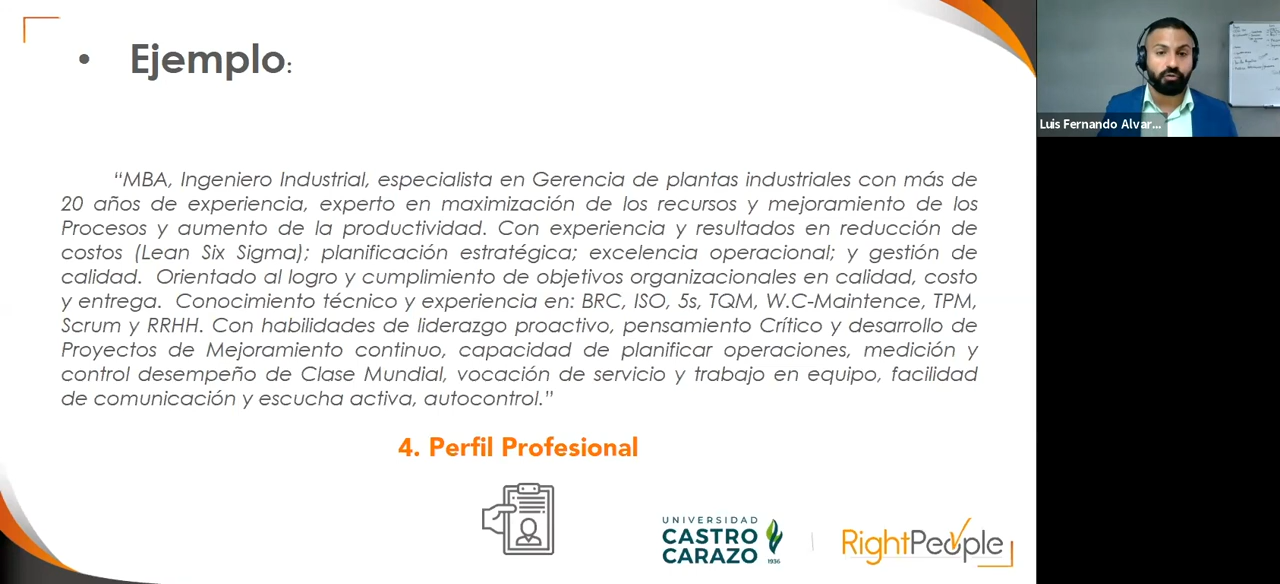 • Ejemplo:
“MBA, Ingeniero Industrial, especialista en Gerencia de plantas industriales con más de
20 años de experiencia, experto en maximización de los recursos y mejoramiento de los
Procesos y aumento de la productividad. Con experiencia y resultados en reducción de
costos (Lean Six Sigma); planificación estratégica; excelencia operacional; y gestión de
calidad. Orientado al logro y cumplimiento de objetivos organizacionales en calidad, costo
y entrega. Conocimiento técnico y experiencia en: BRC, ISO, 5s, TQM, W.C-Maintence, TPM,
Scrum y RRHH. Con habilidades de liderazgo proactivo, pensamiento Crítico y desarrollo de
Proyectos de Mejoramiento continuo, capacidad de planificar operaciones, medición y
control desempeño de Clase Mundial, vocación de servicio y trabajo en equipo, facilidad
de comunicación y escucha activa, autocontrol.”
4. Perfil Profesional
UNIVERSIDAD
CASTRO
CARAZO
1936
RightPeople
Luis Fernando Alvar...